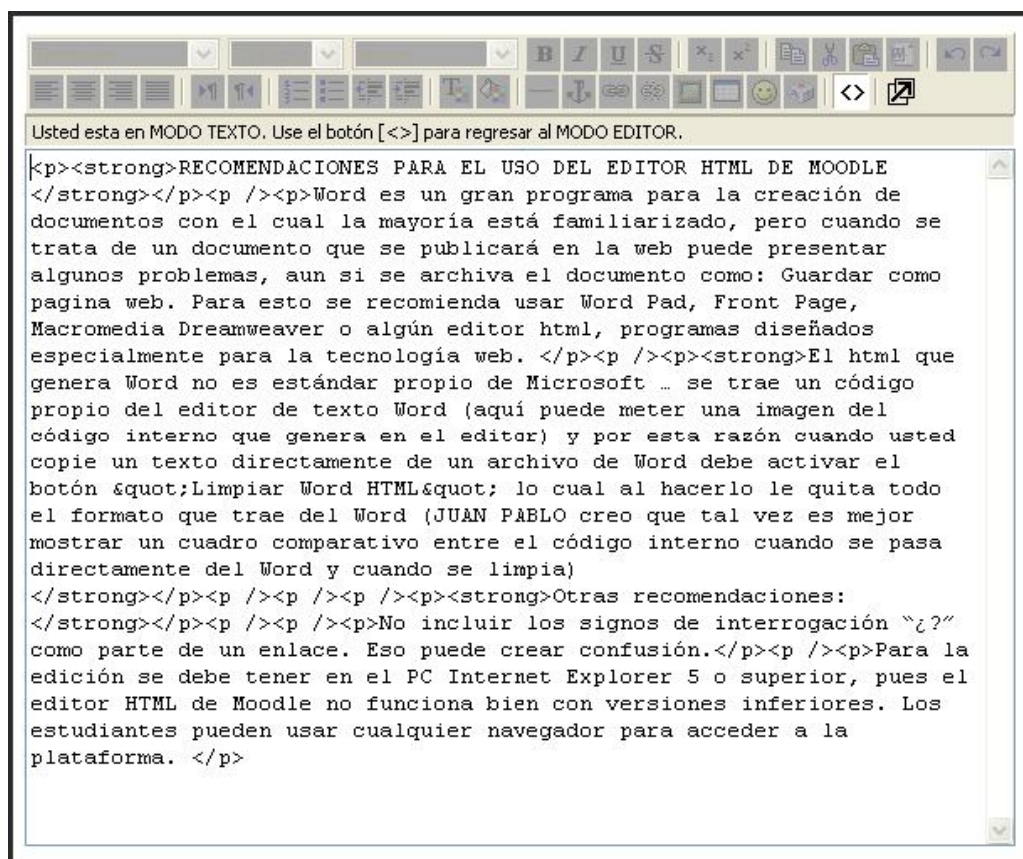 B I U S x₂ x²
Usted esta en MODO TEXTO. Use el botón [<>] para regresar al MODO EDITOR.
<p><strong>RECOMENDACIONES PARA EL USO DEL EDITOR HTML DE MOODLE
</strong></p><p /><p>Word es un gran programa para la creación de
documentos con el cual la mayoría está familiarizado, pero cuando se
trata de un documento que se publicará en la web puede presentar
algunos problemas, aun si se archiva el documento como: Guardar como
pagina web. Para esto se recomienda usar Word Pad, Front Page,
Macromedia Dreamweaver o algún editor html, programas diseñados
especialmente para la tecnología web. </p><p /><p><strong>El html que
genera Word no es estándar propio de Microsoft … se trae un código
propio del editor de texto Word (aquí puede meter una imagen del
código interno que genera en el editor) y por esta razón cuando usted
copie un texto directamente de un archivo de Word debe activar el
botón &quot;Limpiar Word HTML&quot; lo cual al hacerlo le quita todo
el formato que trae del Word (JUAN PABLO creo que tal vez es mejor
mostrar un cuadro comparativo entre el código interno cuando se pasa
directamente del Word y cuando se limpia)
</strong></p><p /><p /><p /><p><strong>Otras recomendaciones:
</strong></p><p /><p /><p>No incluir los signos de interrogación “¿?”
como parte de un enlace. Eso puede crear confusión.</p><p /><p>Para la
edición se debe tener en el PC Internet Explorer 5 o superior, pues el
editor HTML de Moodle no funciona bien con versiones inferiores. Los
estudiantes pueden usar cualquier navegador para acceder a la
plataforma. </p>